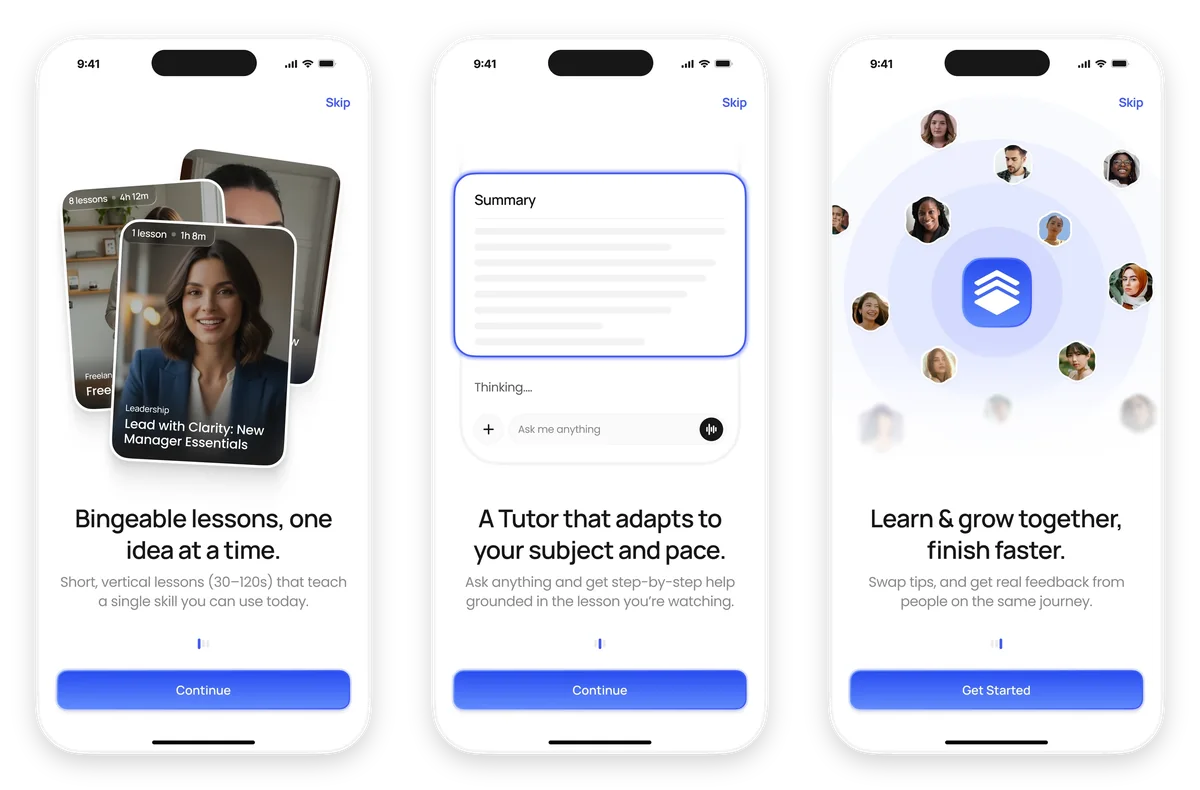 9:41
Skip
8 lessons • 4h 12m
1 lesson • 1h 8m
Freelan
Free
w
Leadership
Lead with Clarity: New
Manager Essentials
Bingeable lessons, one
idea at a time.
Short, vertical lessons (30–120s) that teach
a single skill you can use today.
Continue
9:41
Skip
Summary
Thinking....
Ask me anything
A Tutor that adapts to
your subject and pace.
Ask anything and get step-by-step help
grounded in the lesson you’re watching.
Continue
9:41
Skip
Learn & grow together,
finish faster.
Swap tips, and get real feedback from
people on the same journey.
Get Started